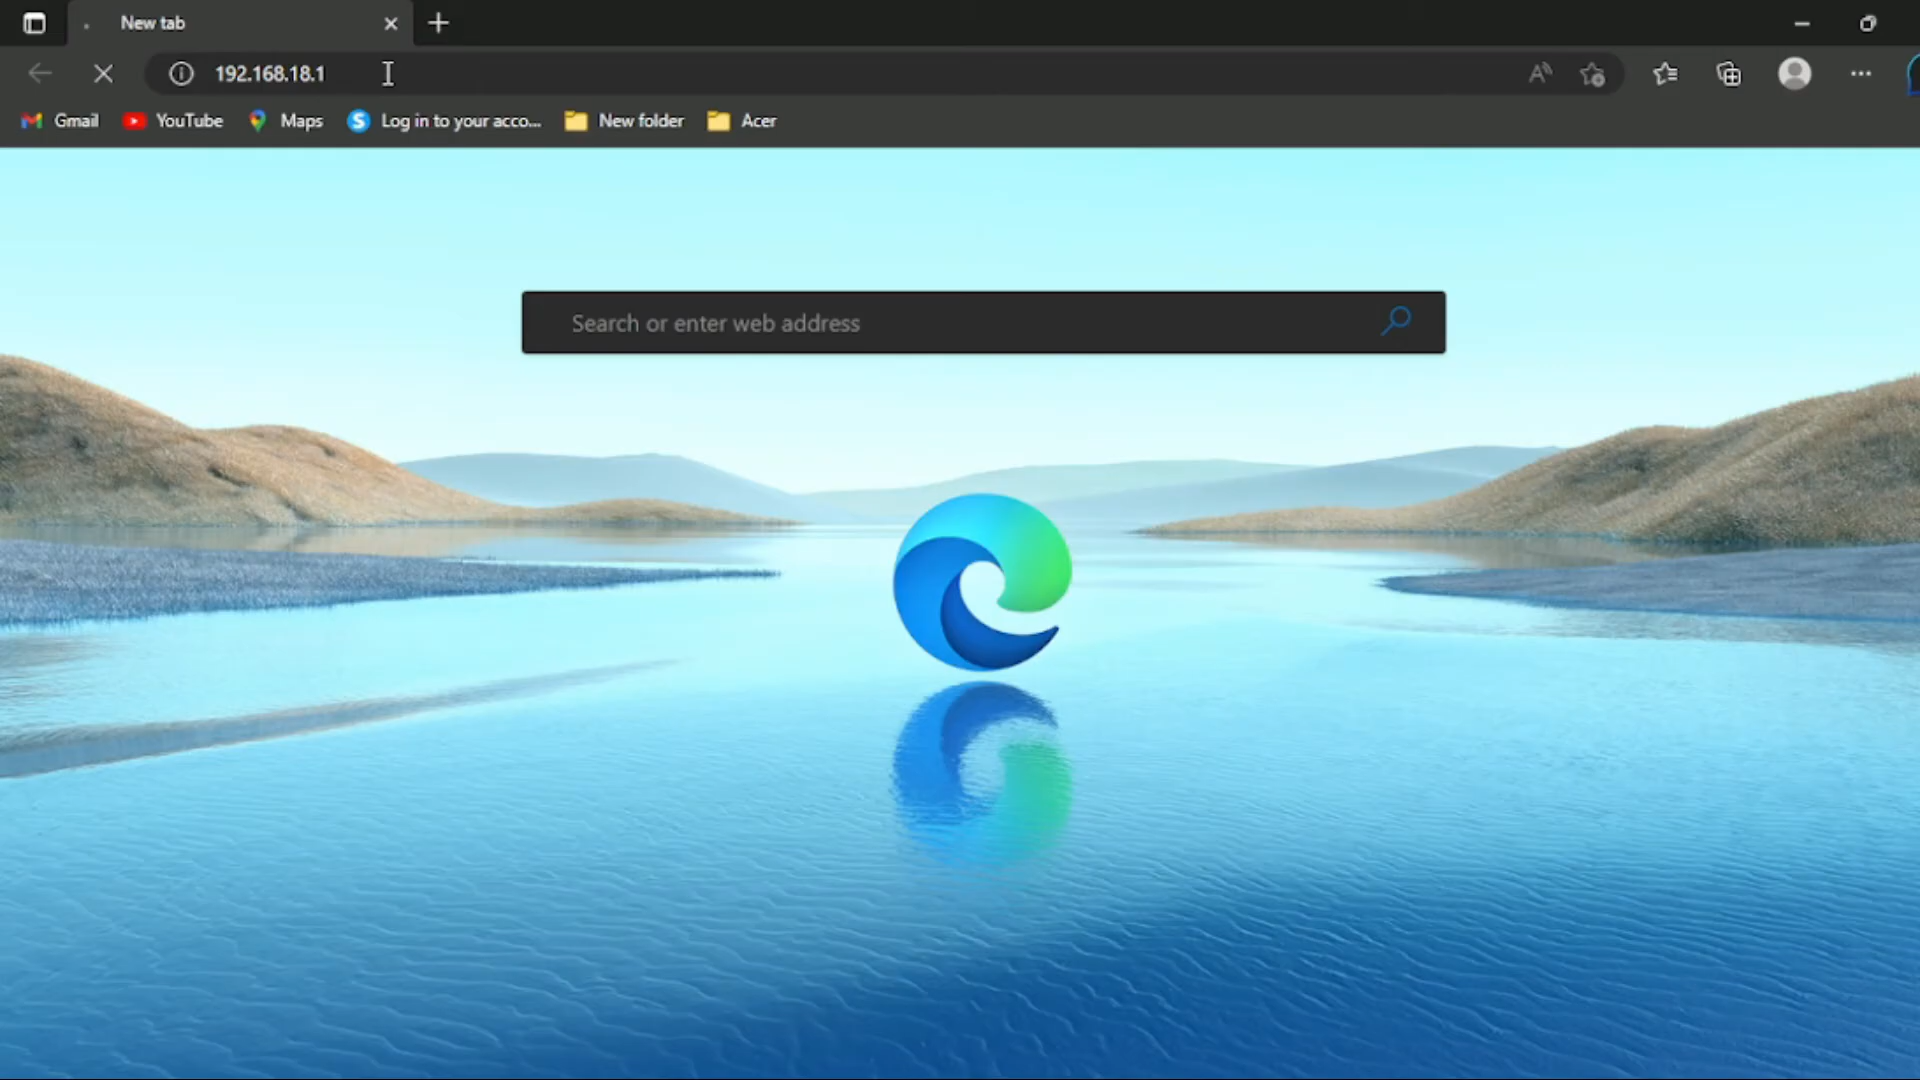 New tab
192.168.18.1
Gmail YouTube Maps Log in to your acco... New folder Acer
Search or enter web address